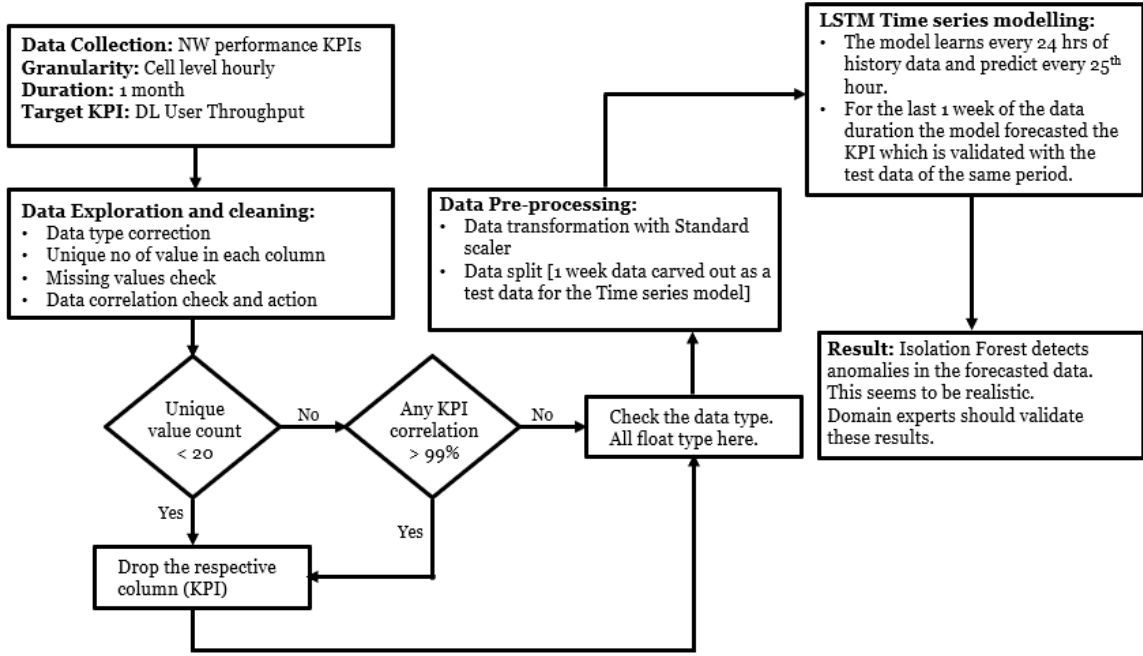 Data Collection: NW performance KPIs
Granularity: Cell level hourly
Duration: 1 month
Target KPI: DL User Throughput
Data Exploration and cleaning:
• Data type correction
• Unique no of value in each column
• Missing values check
• Data correlation check and action
Unique
value count
< 20
No
Yes
Any KPI
correlation
> 99%
No
Yes
Drop the respective
column (KPI)
Check the data type.
All float type here.
Data Pre-processing:
• Data transformation with Standard
scaler
• Data split [1 week data carved out as a
test data for the Time series model]
LSTM Time series modelling:
• The model learns every 24 hrs of
history data and predict every 25th
hour.
• For the last 1 week of the data
duration the model forecasted the
KPI which is validated with the
test data of the same period.
Result: Isolation Forest detects
anomalies in the forecasted data.
This seems to be realistic.
Domain experts should validate
these results.